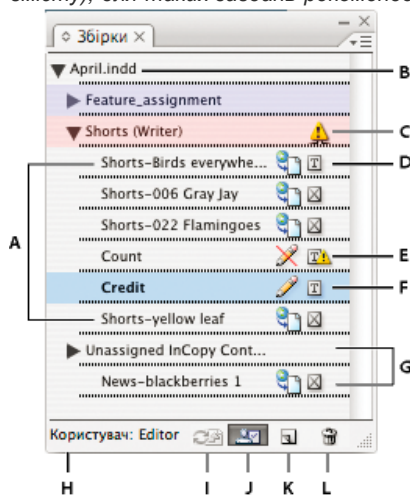 Збірки
April.indd
B
Feature_assignment
Shorts (Writer)
C
Shorts-Birds everywhe...
D
Shorts-006 Gray Jay
Shorts-022 Flamingoes
A
Count
E
Credit
F
Shorts-yellow leaf
Unassigned InCopy Cont...
G
News-blackberries 1
Користувач: Editor
H I J K L